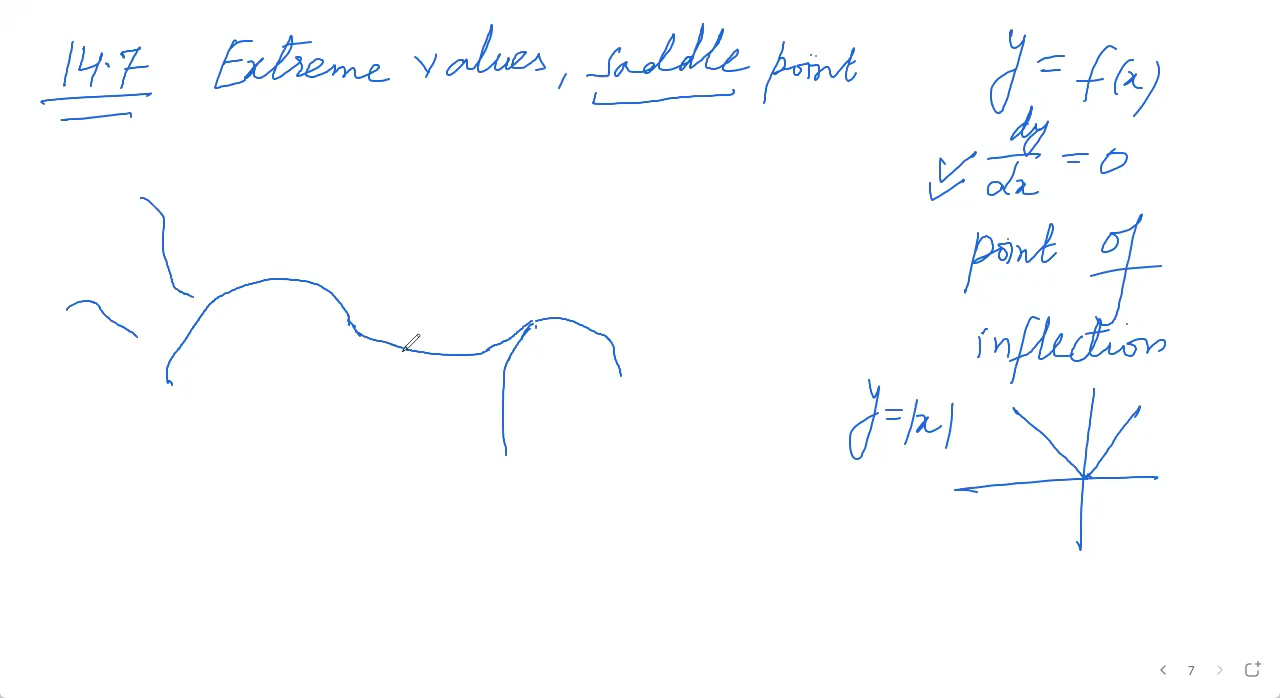 14.7 Extreme values, saddle point
y = f(x)
dy/dx = 0
point of
inflection
y = |x|
7